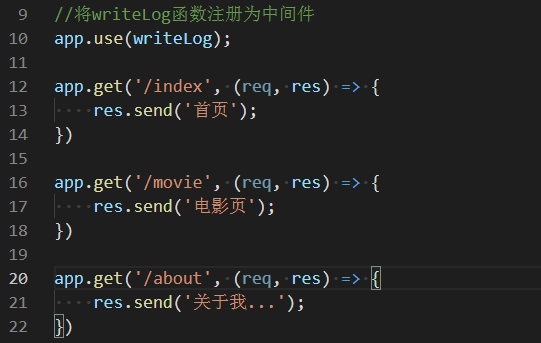 9 //将writeLog函数注册为中间件
10 app.use(writeLog);
11
12 app.get('/index', (req, res) => {
13     res.send('首页');
14 })
15
16 app.get('/movie', (req, res) => {
17     res.send('电影页');
18 })
19
20 app.get('/about', (req, res) => {
21     res.send('关于我...');
22 })